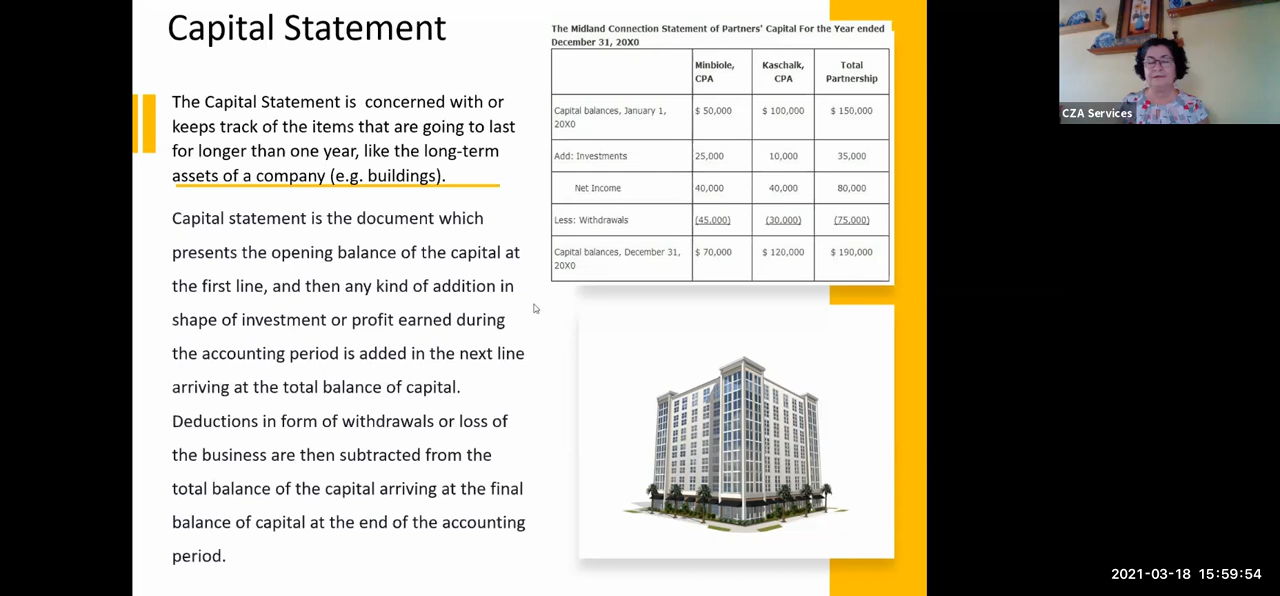 Capital Statement
The Capital Statement is concerned with or
keeps track of the items that are going to last
for longer than one year, like the long-term
assets of a company (e.g. buildings).
Capital statement is the document which
presents the opening balance of the capital at
the first line, and then any kind of addition in
shape of investment or profit earned during
the accounting period is added in the next line
arriving at the total balance of capital.
Deductions in form of withdrawals or loss of
the business are then subtracted from the
total balance of the capital arriving at the final
balance of capital at the end of the accounting
period.
The Midland Connection Statement of Partners' Capital For the Year ended
December 31, 20X0
Minbiole, CPA Kaschalk, CPA Total Partnership
Capital balances, January 1, 20X0 $ 50,000 $ 100,000 $ 150,000
Add: Investments 25,000 10,000 35,000
Net Income 40,000 40,000 80,000
Less: Withdrawals (45,000) (30,000) (75,000)
Capital balances, December 31, 20X0 $ 70,000 $ 120,000 $ 190,000
CZA Services
2021-03-18 15:59:54